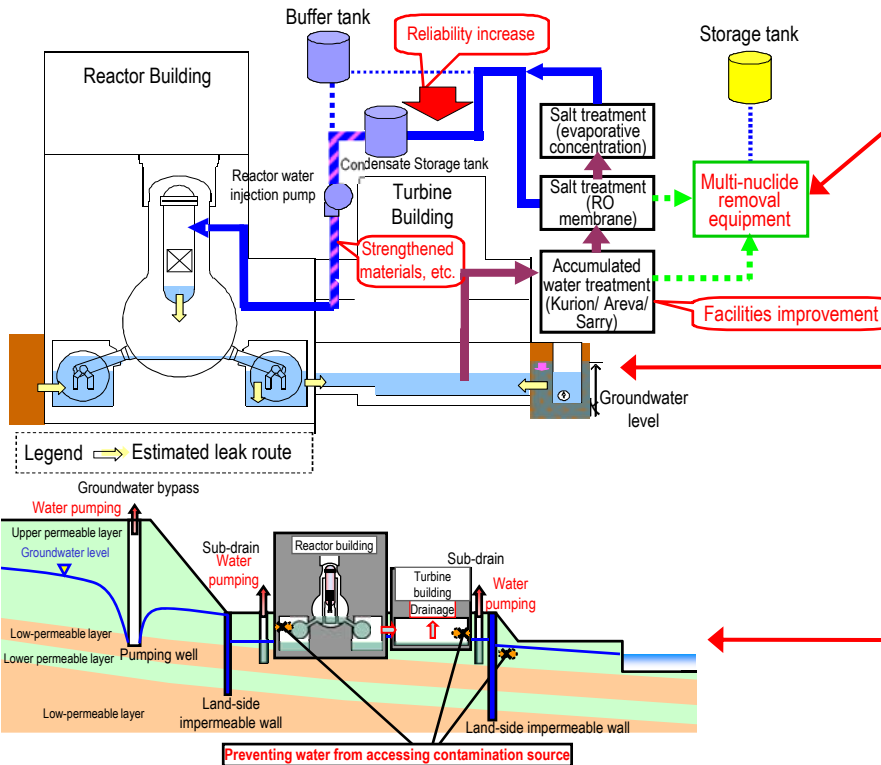 Buffer tank
Reliability increase
Storage tank
Reactor Building
Salt treatment
(evaporative
concentration)
Condensate Storage tank
Reactor water
injection pump
Turbine
Building
Salt treatment
(RO
membrane)
Multi-nuclide
removal
equipment
Strengthened
materials, etc.
Accumulated
water treatment
(Kurion/ Areva/
Sarry)
Facilities improvement
Groundwater
level
Legend
Estimated leak route
Groundwater bypass
Water pumping
Upper permeable layer
Groundwater level
Sub-drain
Water
pumping
Reactor building
Sub-drain
Water
pumping
Turbine
building
Drainage
Low-permeable layer
Lower permeable layer
Pumping well
Low-permeable layer
Land-side
impermeable wall
Land-side impermeable wall
Preventing water from accessing contamination source